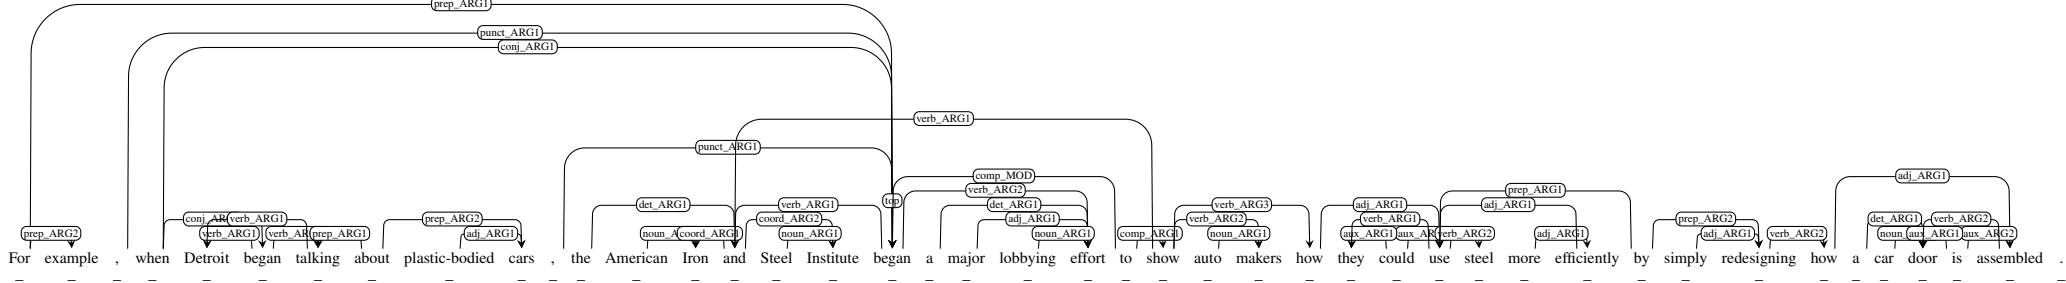 prep_ARG1
punct_ARG1
conj_ARG1
verb_ARG1
punct_ARG1
comp_MOD adj_ARG1
verb_ARG2 prep_ARG1
top
det_ARG1 verb_ARG1 det_ARG1 verb_ARG3 adj_ARG1 adj_ARG1
verb_ARG1 prep_ARG2 coord_ARG2 adj_ARG1 verb_ARG2 verb_ARG1 prep_ARG2 det_ARG1 verb_ARG2
prep_ARG2 verb_ARG1 prep_ARG1 adj_ARG1 coord_ARG1 noun_ARG1 noun_ARG1 comp_ARG1 noun_ARG1 aux_ARG1 verb_ARG2 adj_ARG1 adj_ARG1 verb_ARG2 aux_ARG1 aux_ARG2
For example , when Detroit began talking about plastic-bodied cars , the American Iron and Steel Institute began a major lobbying effort to show auto makers how they could use steel more efficiently by simply redesigning how a car door is assembled .
_ _ _ _ _ _ _ _ _ _ _ _ _ _ _ _ _ _ _ _ _ _ _ _ _ _ _ _ _ _ _ _ _ _ _ _ _ _ _ _ _ _ _